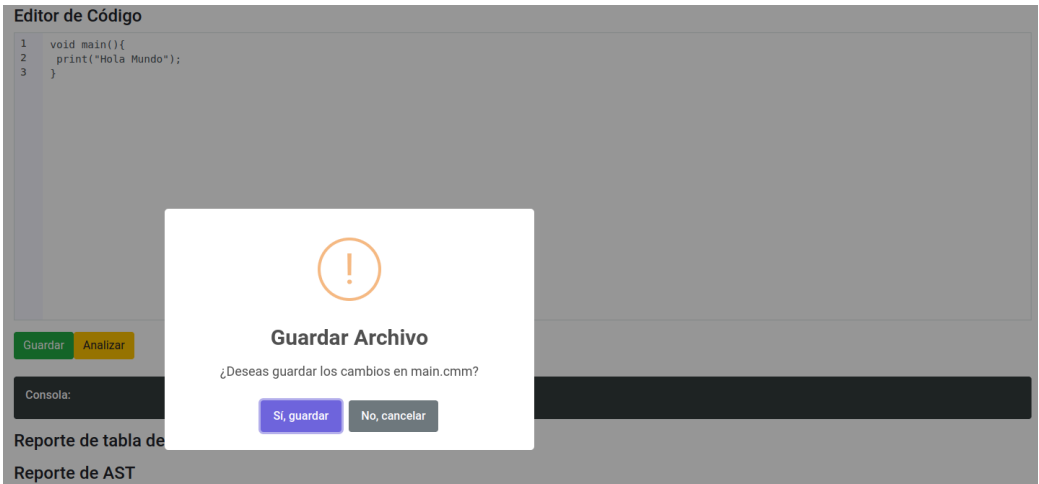 Editor de Código
1 void main(){
2 print("Hola Mundo");
3 }
!
Guardar Archivo
¿Deseas guardar los cambios en main.cmm?
Sí, guardar No, cancelar
Guardar Analizar
Consola:
Reporte de tabla de
Reporte de AST